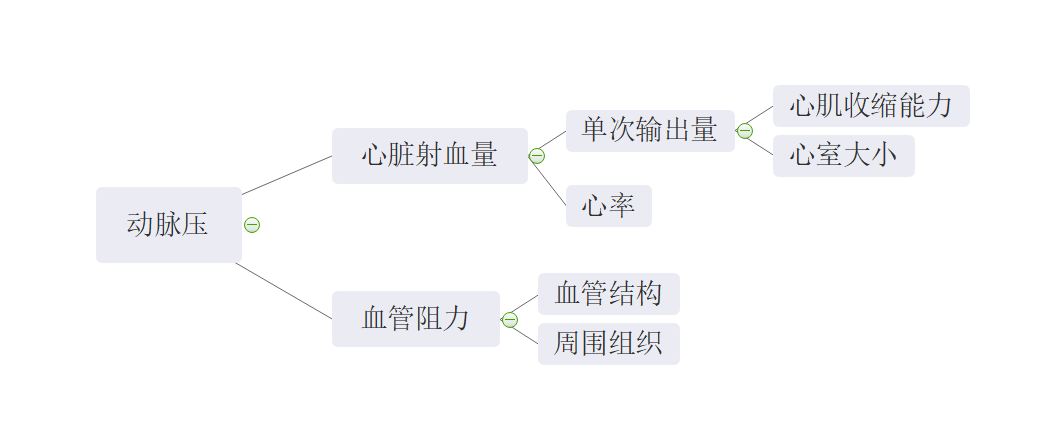 动脉压
心脏射血量
单次输出量
心肌收缩能力
心室大小
心率
血管阻力
血管结构
周围组织